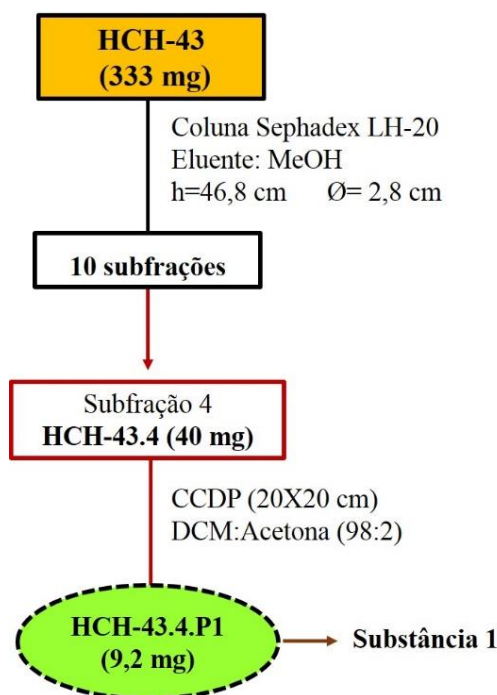 HCH-43
(333 mg)
Coluna Sephadex LH-20
Eluente: MeOH
h=46,8 cm Ø= 2,8 cm
10 subfrações
Subfração 4
HCH-43.4 (40 mg)
CCDP (20X20 cm)
DCM:Acetona (98:2)
HCH-43.4.P1
(9,2 mg)
Substância 1